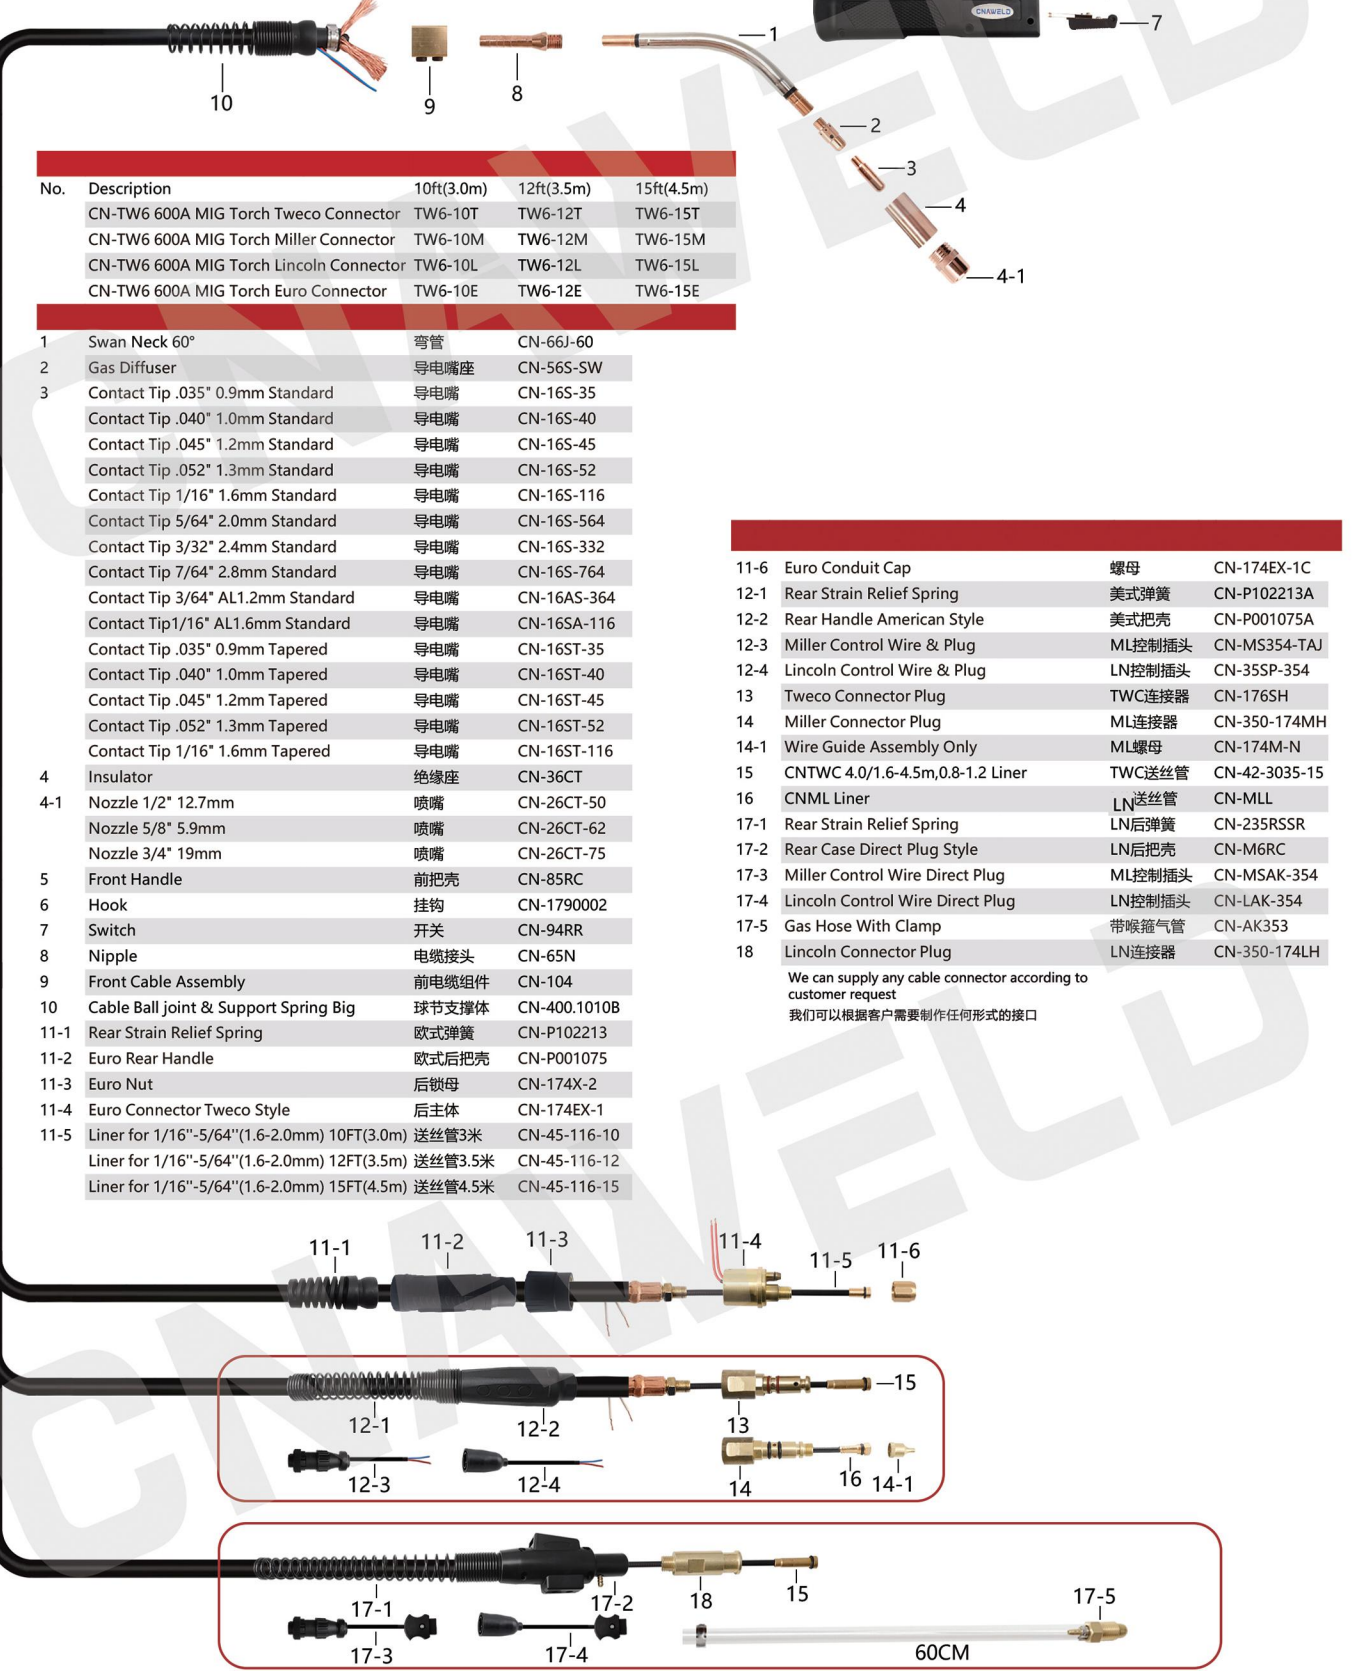 CNAWELD
7
1
10
9
8
2
3
4
4-1
No. Description 10ft(3.0m) 12ft(3.5m) 15ft(4.5m)
CN-TW6 600A MIG Torch Tweco Connector TW6-10T TW6-12T TW6-15T
CN-TW6 600A MIG Torch Miller Connector TW6-10M TW6-12M TW6-15M
CN-TW6 600A MIG Torch Lincoln Connector TW6-10L TW6-12L TW6-15L
CN-TW6 600A MIG Torch Euro Connector TW6-10E TW6-12E TW6-15E
1 Swan Neck 60° 弯管 CN-66J-60
2 Gas Diffuser 导电嘴座 CN-56S-SW
3 Contact Tip .035" 0.9mm Standard 导电嘴 CN-16S-35
Contact Tip .040" 1.0mm Standard 导电嘴 CN-16S-40
Contact Tip .045" 1.2mm Standard 导电嘴 CN-16S-45
Contact Tip .052" 1.3mm Standard 导电嘴 CN-16S-52
Contact Tip 1/16" 1.6mm Standard 导电嘴 CN-16S-116
Contact Tip 5/64" 2.0mm Standard 导电嘴 CN-16S-564
Contact Tip 3/32" 2.4mm Standard 导电嘴 CN-16S-332
Contact Tip 7/64" 2.8mm Standard 导电嘴 CN-16S-764
Contact Tip 3/64" AL1.2mm Standard 导电嘴 CN-16AS-364
Contact Tip1/16" AL1.6mm Standard 导电嘴 CN-16SA-116
Contact Tip .035" 0.9mm Tapered 导电嘴 CN-16ST-35
Contact Tip .040" 1.0mm Tapered 导电嘴 CN-16ST-40
Contact Tip .045" 1.2mm Tapered 导电嘴 CN-16ST-45
Contact Tip .052" 1.3mm Tapered 导电嘴 CN-16ST-52
Contact Tip 1/16" 1.6mm Tapered 导电嘴 CN-16ST-116
4 Insulator 绝缘座 CN-36CT
4-1 Nozzle 1/2" 12.7mm 喷嘴 CN-26CT-50
Nozzle 5/8" 5.9mm 喷嘴 CN-26CT-62
Nozzle 3/4" 19mm 喷嘴 CN-26CT-75
5 Front Handle 前把壳 CN-85RC
6 Hook 挂钩 CN-1790002
7 Switch 开关 CN-94RR
8 Nipple 电缆接头 CN-65N
9 Front Cable Assembly 前电缆组件 CN-104
10 Cable Ball joint & Support Spring Big 球节支撑体 CN-400.1010B
11-1 Rear Strain Relief Spring 欧式弹簧 CN-P102213
11-2 Euro Rear Handle 欧式后把壳 CN-P001075
11-3 Euro Nut 后锁母 CN-174X-2
11-4 Euro Connector Tweco Style 后主体 CN-174EX-1
11-5 Liner for 1/16''-5/64''(1.6-2.0mm) 10FT(3.0m) 送丝管3米 CN-45-116-10
Liner for 1/16''-5/64''(1.6-2.0mm) 12FT(3.5m) 送丝管3.5米 CN-45-116-12
Liner for 1/16''-5/64''(1.6-2.0mm) 15FT(4.5m) 送丝管4.5米 CN-45-116-15
11-6 Euro Conduit Cap 螺母 CN-174EX-1C
12-1 Rear Strain Relief Spring 美式弹簧 CN-P102213A
12-2 Rear Handle American Style 美式把壳 CN-P001075A
12-3 Miller Control Wire & Plug ML控制插头 CN-MS354-TAJ
12-4 Lincoln Control Wire & Plug LN控制插头 CN-35SP-354
13 Tweco Connector Plug TWC连接器 CN-176SH
14 Miller Connector Plug ML连接器 CN-350-174MH
14-1 Wire Guide Assembly Only ML螺母 CN-174M-N
15 CNTWC 4.0/1.6-4.5m,0.8-1.2 Liner TWC送丝管 CN-42-3035-15
16 CNML Liner LN送丝管 CN-MLL
17-1 Rear Strain Relief Spring LN后弹簧 CN-235RSSR
17-2 Rear Case Direct Plug Style LN后把壳 CN-M6RC
17-3 Miller Control Wire Direct Plug ML控制插头 CN-MSAK-354
17-4 Lincoln Control Wire Direct Plug LN控制插头 CN-LAK-354
17-5 Gas Hose With Clamp 带喉箍气管 CN-AK353
18 Lincoln Connector Plug LN连接器 CN-350-174LH
We can supply any cable connector according to
customer request
我们可以根据客户需要制作任何形式的接口
11-1
11-2
11-3
11-4
11-5
11-6
12-1
12-2
13
15
12-3
12-4
14
16
14-1
17-1
17-2
18
15
17-5
17-3
17-4
60CM
CNAWELD
CNAWELD